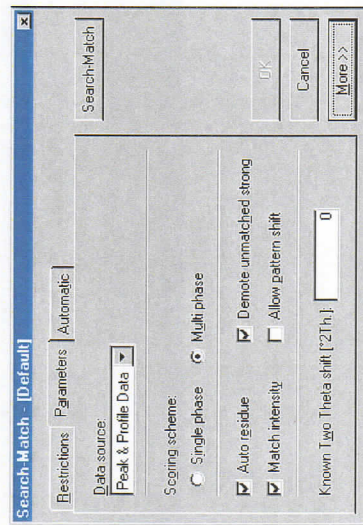 Search-Match - [Default]
Restrictions Parameters Automatic
Data source:
Peak & Profile Data
Scoring scheme:
Single phase Multi phase
Auto residue Demote unmatched strong
Match intensity Allow pattern shift
Known Two Theta shift [°2Th.]: 0
Search-Match
OK
Cancel
More >>